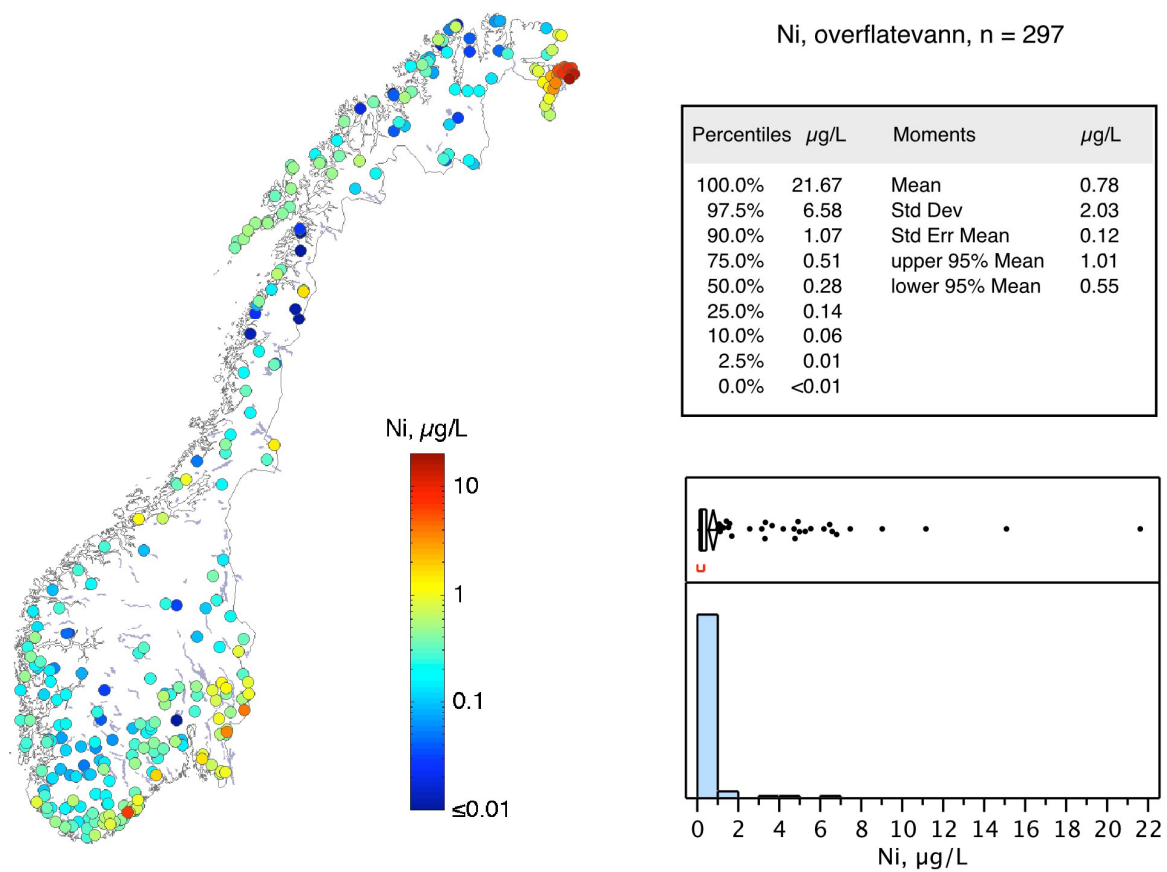 Ni, overflatevann, n = 297
Percentiles µg/L Moments µg/L
100.0% 21.67 Mean 0.78
97.5% 6.58 Std Dev 2.03
90.0% 1.07 Std Err Mean 0.12
75.0% 0.51 upper 95% Mean 1.01
50.0% 0.28 lower 95% Mean 0.55
25.0% 0.14
10.0% 0.06
2.5% 0.01
0.0% <0.01
Ni, µg/L
10
1
0.1
≤0.01
0 2 4 6 8 10 12 14 16 18 20 22
Ni, µg/L